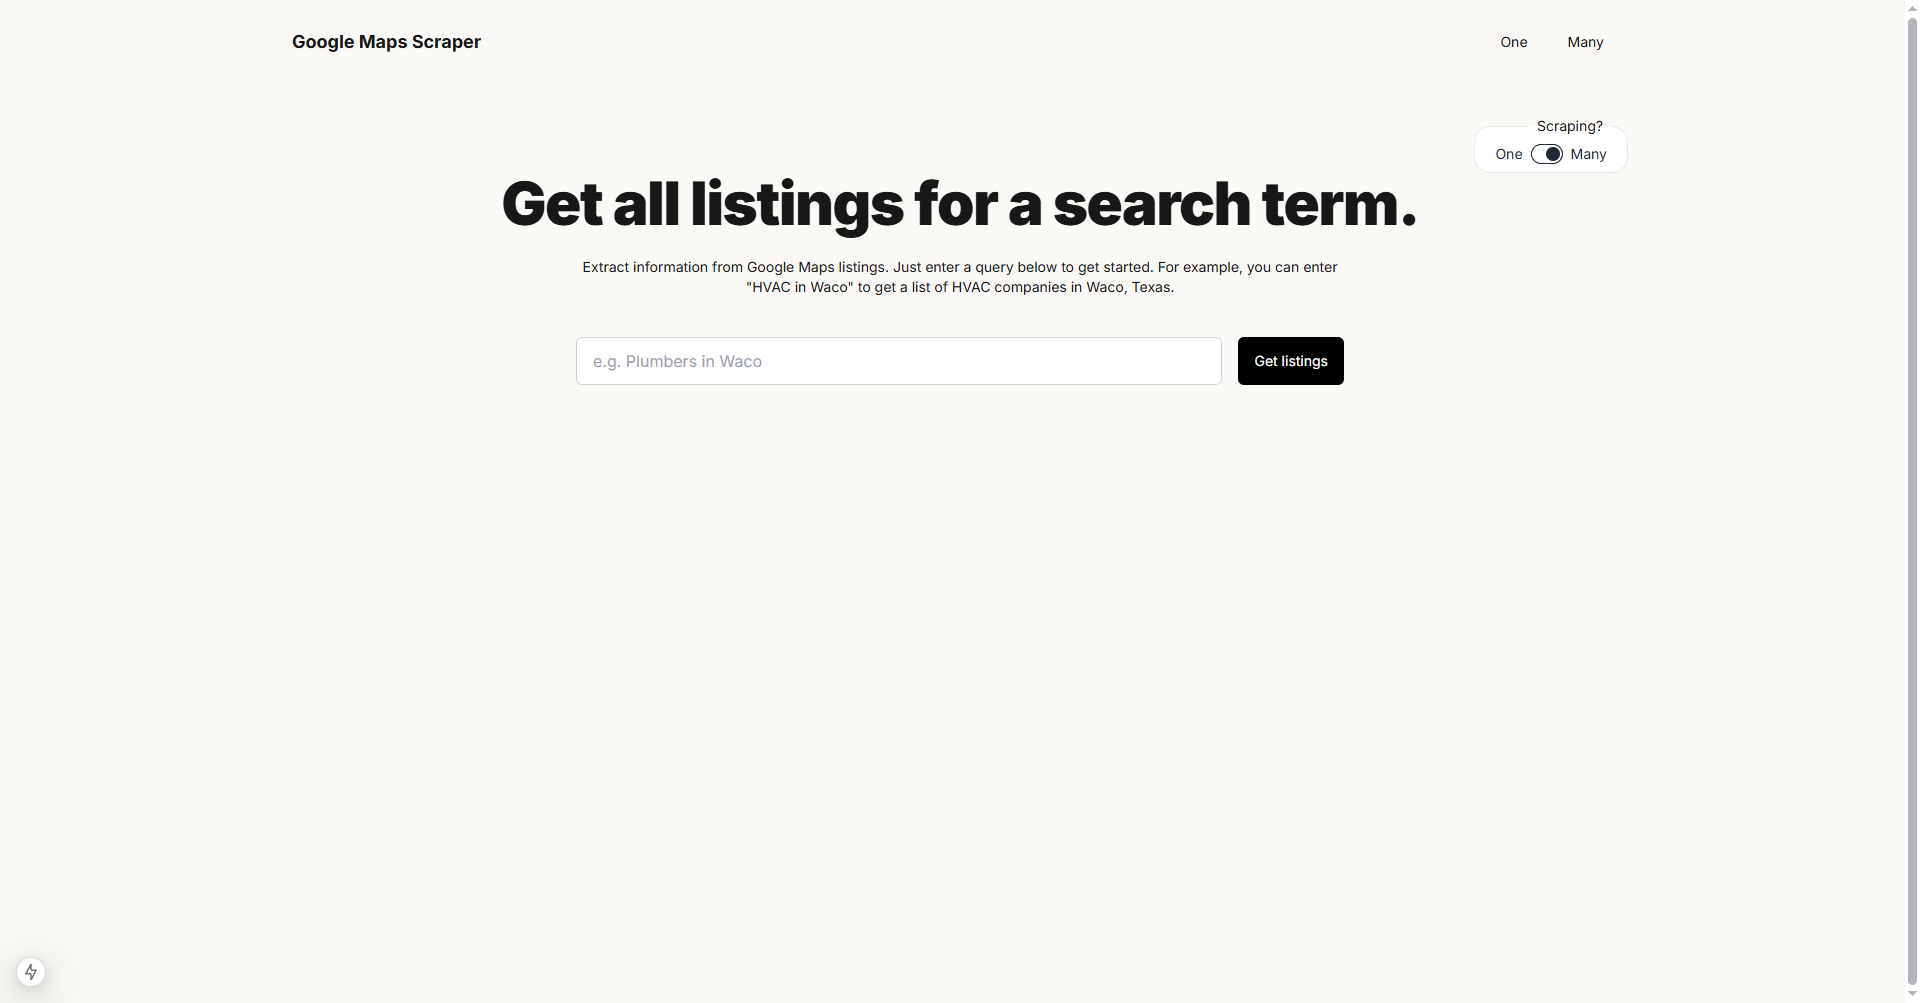 Google Maps Scraper
One Many
Scraping?
One Many
Get all listings for a search term.
Extract information from Google Maps listings. Just enter a query below to get started. For example, you can enter
"HVAC in Waco" to get a list of HVAC companies in Waco, Texas.
e.g. Plumbers in Waco
Get listings